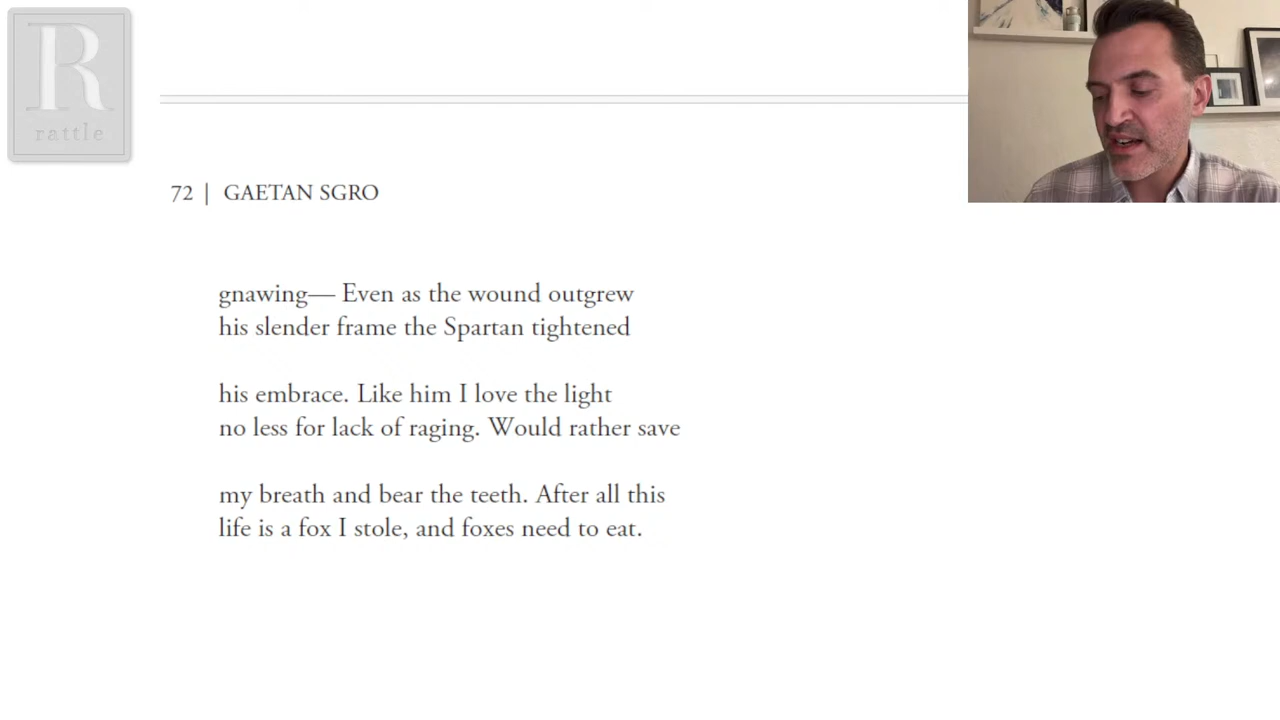 R
rattle
72 | GAETAN SGRO
gnawing— Even as the wound outgrew
his slender frame the Spartan tightened
his embrace. Like him I love the light
no less for lack of raging. Would rather save
my breath and bear the teeth. After all this
life is a fox I stole, and foxes need to eat.